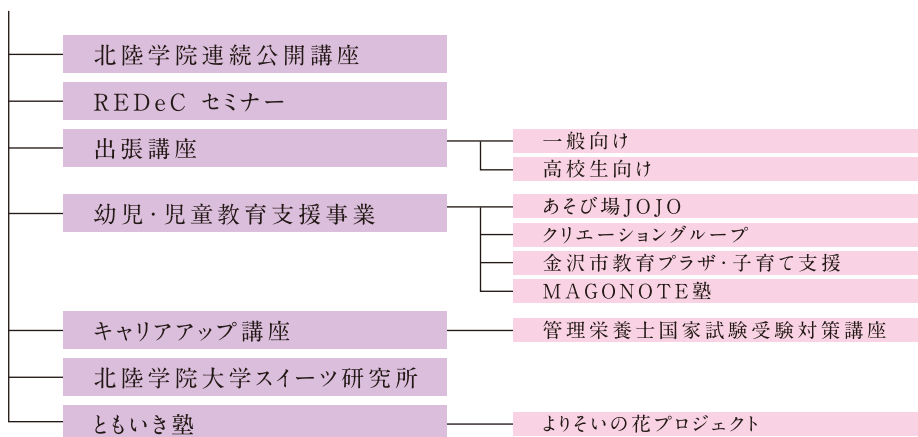 北陸学院連続公開講座
REDeC セミナー
出張講座
一般向け
高校生向け
幼児・児童教育支援事業
あそび場JOJO
クリエーショングループ
金沢市教育プラザ・子育て支援
MAGONOTE塾
キャリアアップ講座
管理栄養士国家試験受験対策講座
北陸学院大学スイーツ研究所
ともいき塾
よりそいの花プロジェクト